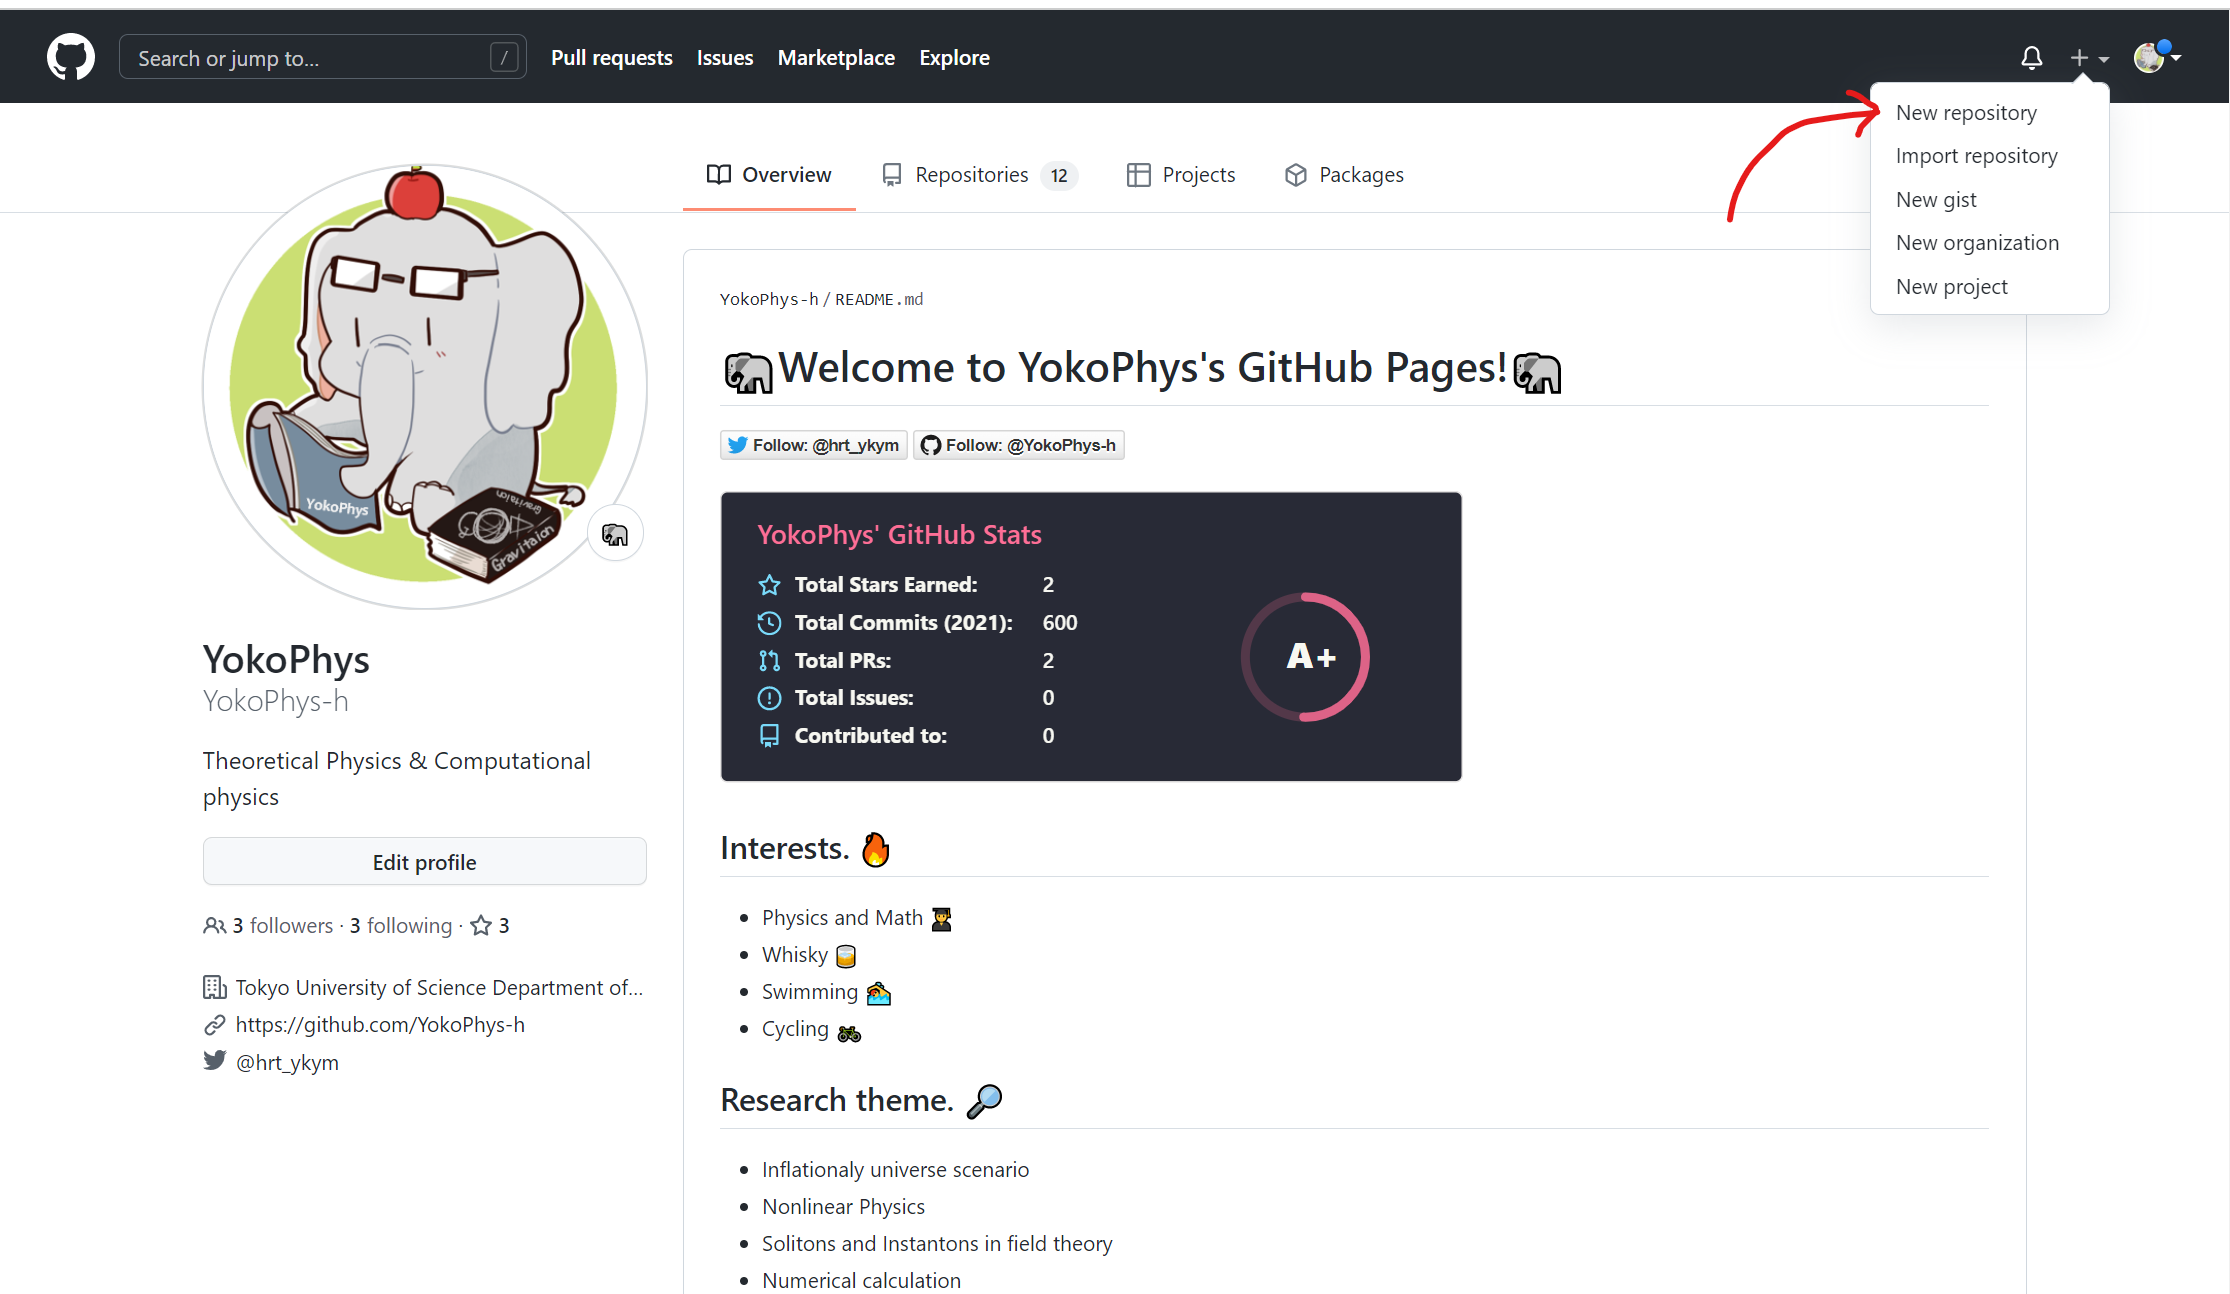 Search or jump to... /
Pull requests Issues Marketplace Explore
New repository
Import repository
New gist
New organization
New project
Overview Repositories 12 Projects Packages
YokoPhys
Gravitaion
Gravitaion
YokoPhys
YokoPhys-h
Theoretical Physics & Computational
physics
Edit profile
3 followers · 3 following · 3
Tokyo University of Science Department of...
https://github.com/YokoPhys-h
@hrt_ykym
YokoPhys-h / README.md
Welcome to YokoPhys's GitHub Pages!
Follow: @hrt_ykym Follow: @YokoPhys-h
YokoPhys' GitHub Stats
Total Stars Earned: 2
Total Commits (2021): 600
Total PRs: 2
Total Issues: 0
Contributed to: 0
A+
Interests.
Physics and Math
Whisky
Swimming
Cycling
Research theme.
Inflationaly universe scenario
Nonlinear Physics
Solitons and Instantons in field theory
Numerical calculation